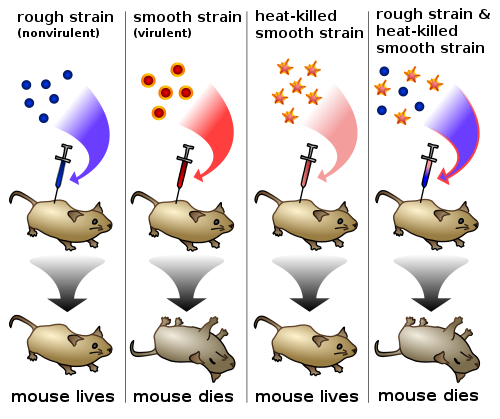 rough strain
(nonvirulent)
smooth strain
(virulent)
heat-killed
smooth strain
rough strain &
heat-killed
smooth strain
mouse lives
mouse dies
mouse lives
mouse dies